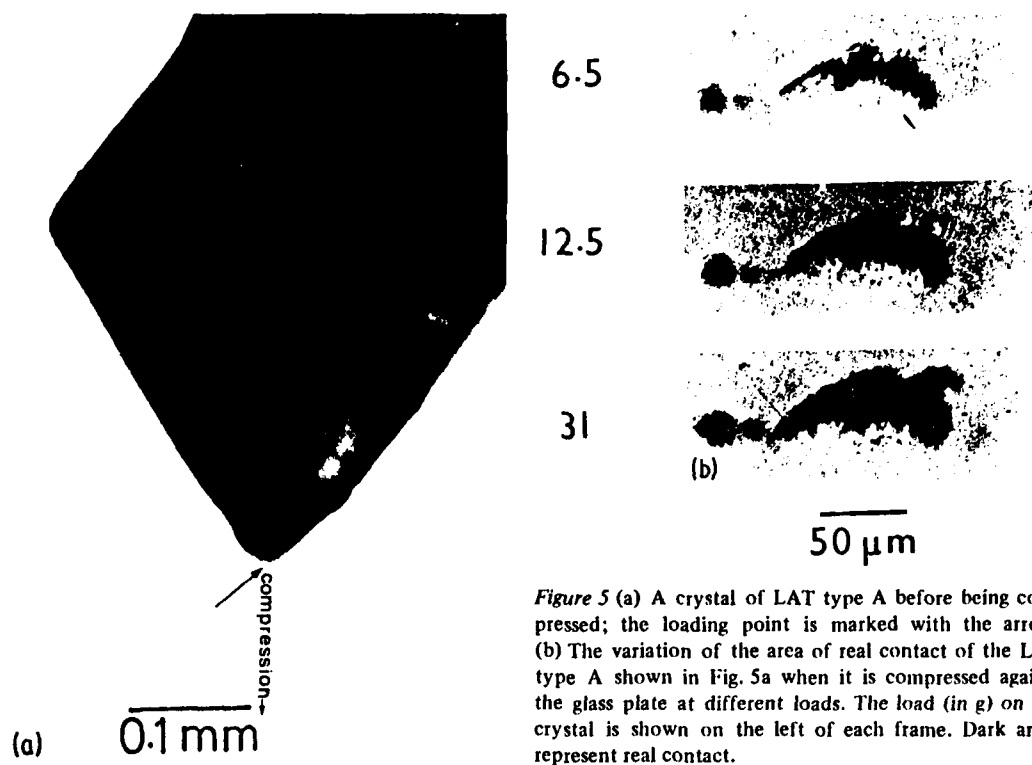 6.5
12.5
31
(b)
50 μm
compression
0.1 mm
(a)
Figure 5 (a) A crystal of LAT type A before being co
pressed; the loading point is marked with the arr
(b) The variation of the area of real contact of the L
type A shown in Fig. 5a when it is compressed agai
the glass plate at different loads. The load (in g) on
crystal is shown on the left of each frame. Dark ar
represent real contact.